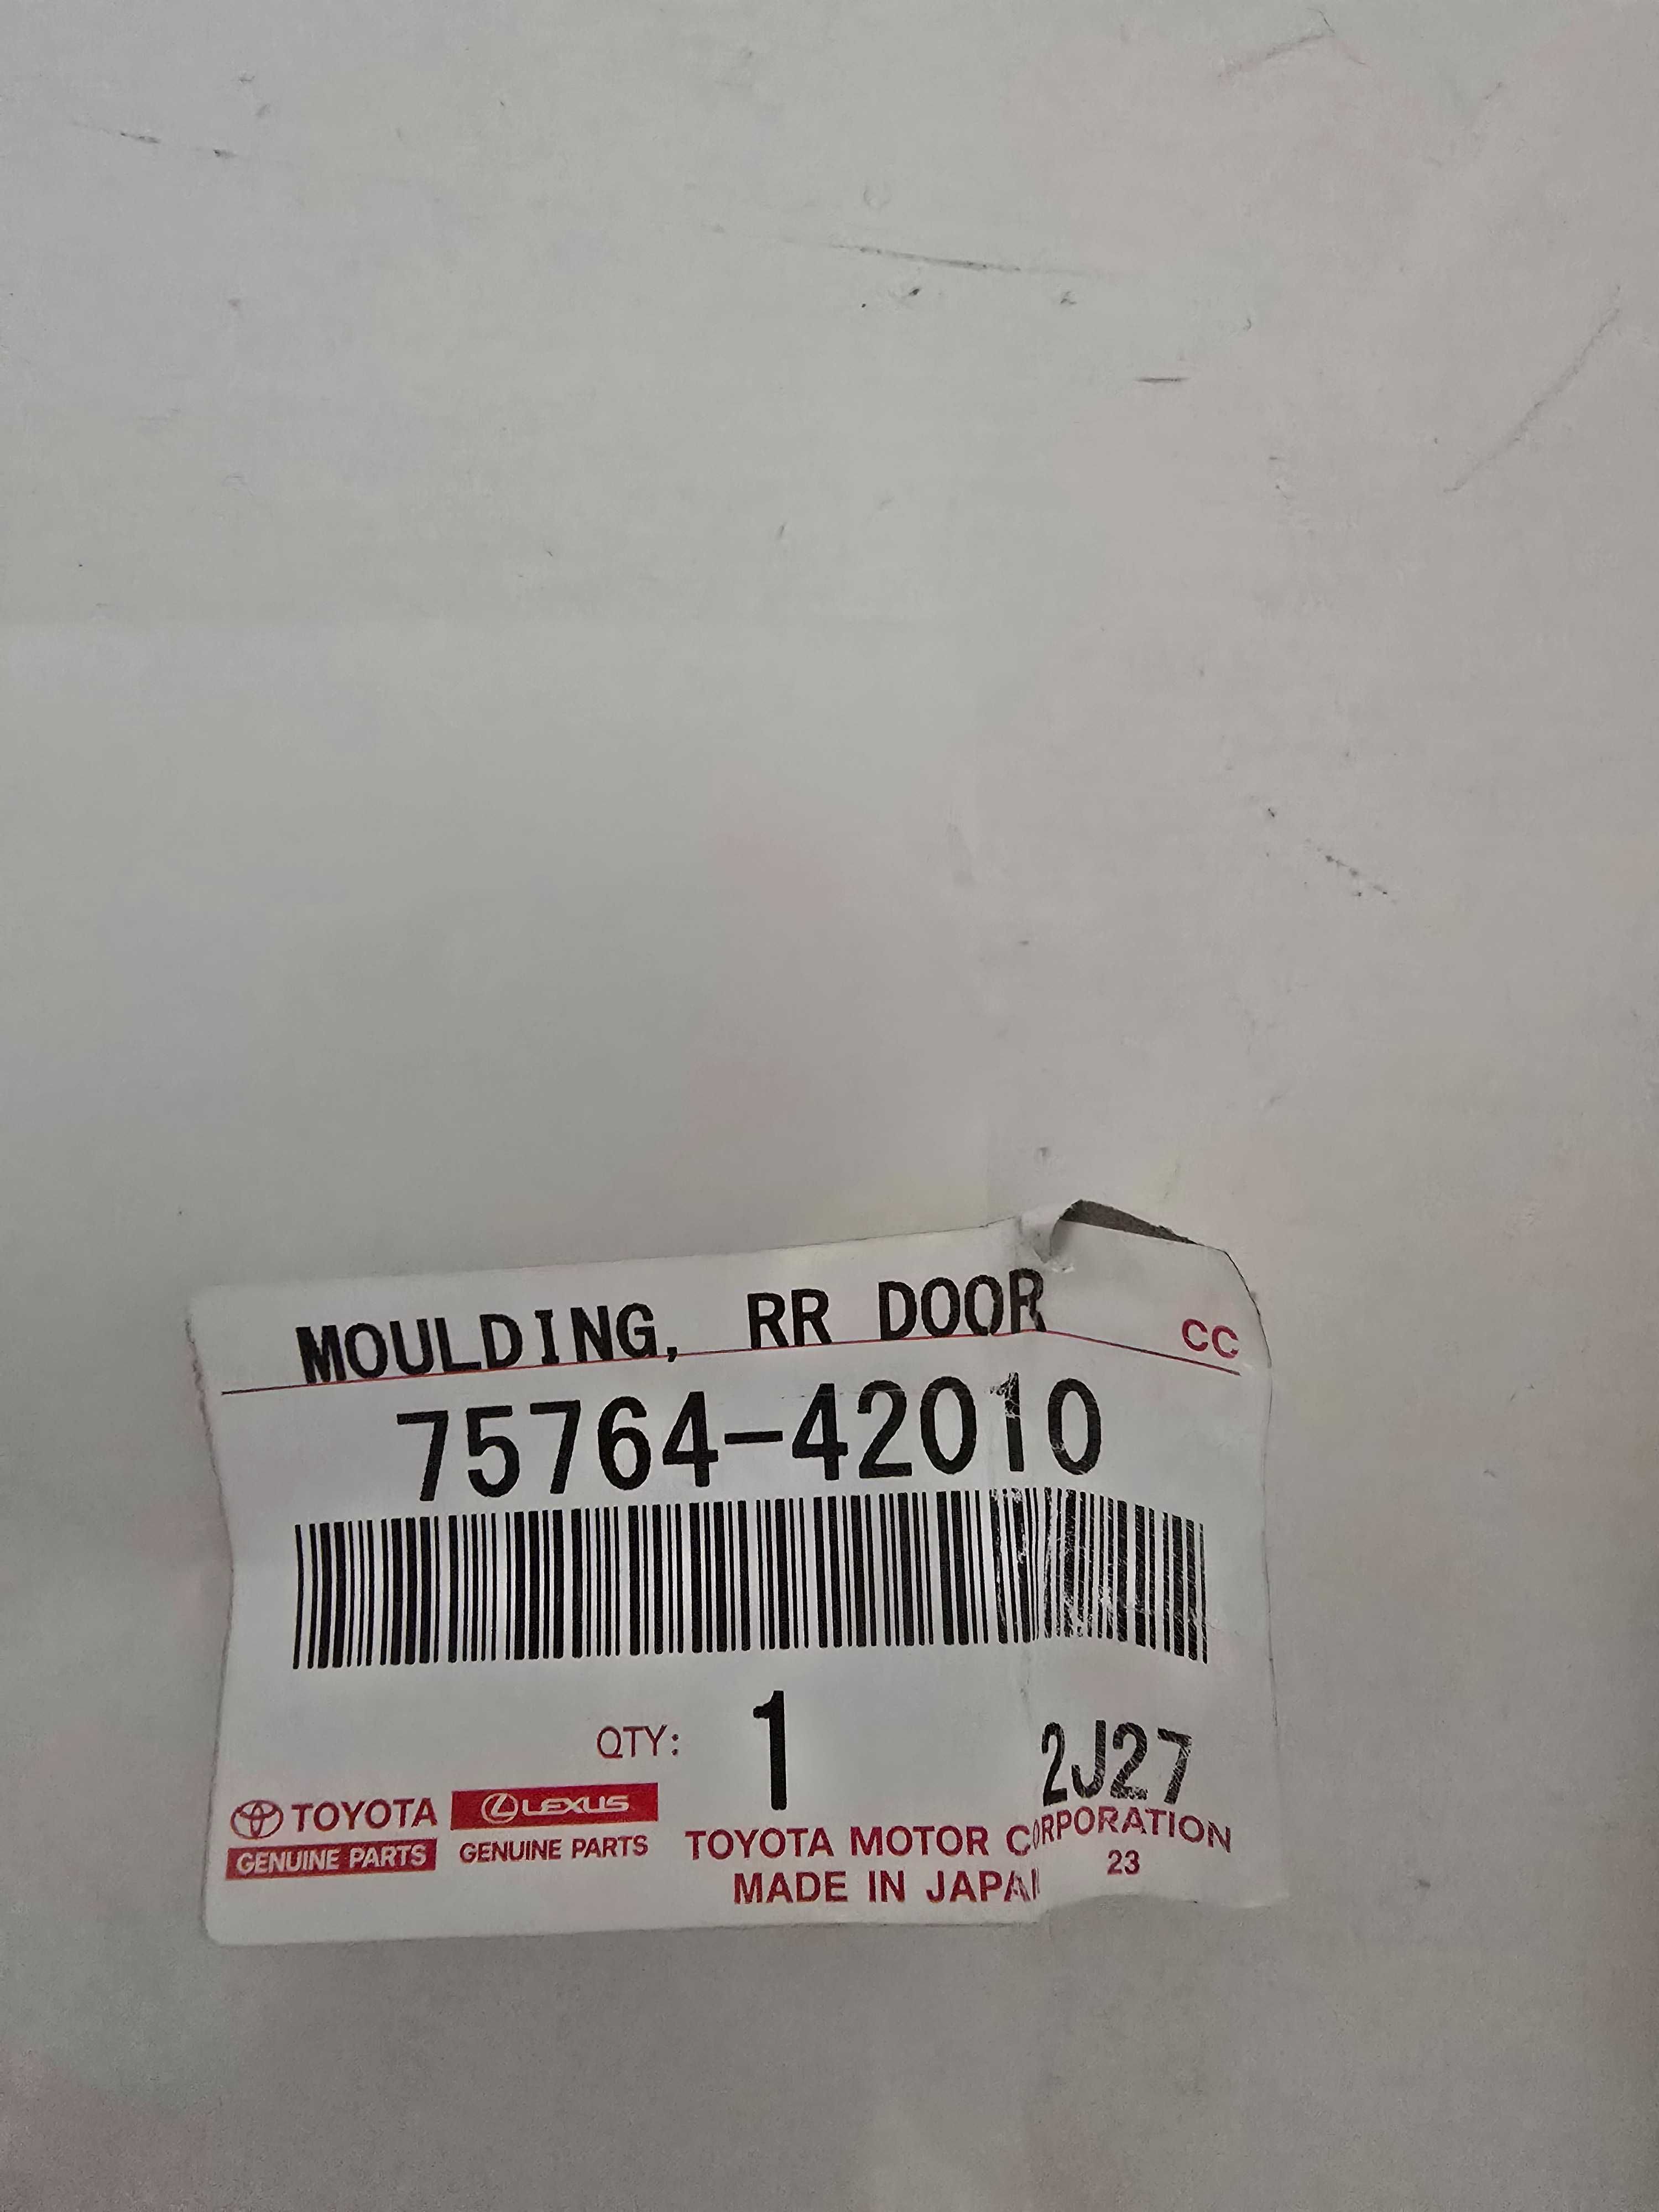 MOULDING, RR DOOR
CC
75764-42010
QTY: 1
2J27
TOYOTA
GENUINE PARTS
LEXUS
GENUINE PARTS
TOYOTA MOTOR CORPORATION
MADE IN JAPAN
23